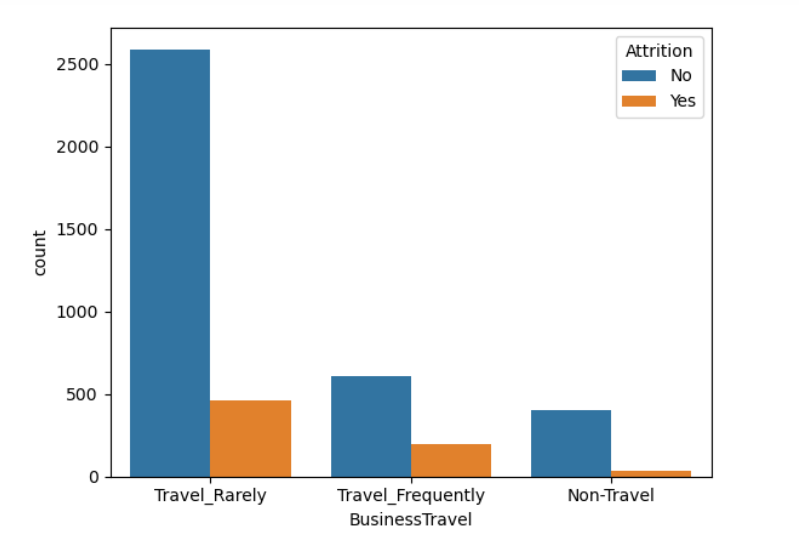 Attrition
No
Yes
2500
2000
1500
1000
500
0
count
Travel_Rarely Travel_Frequently Non-Travel
BusinessTravel